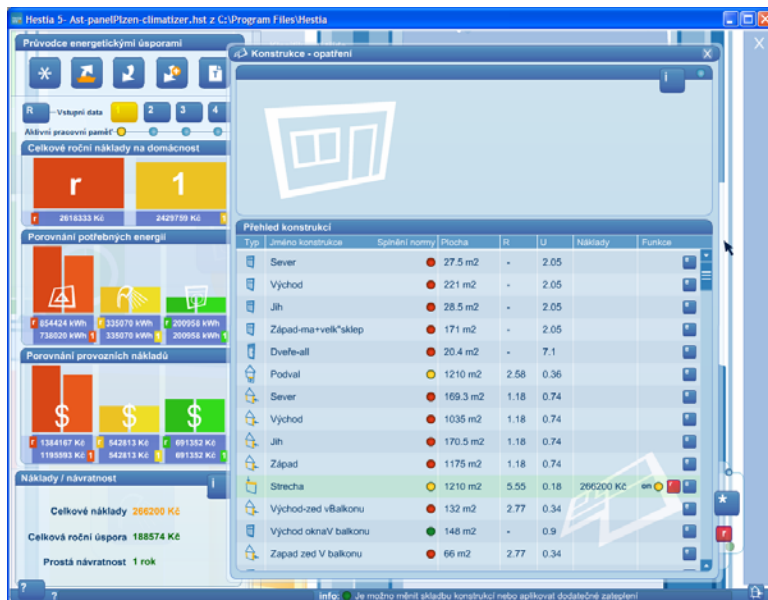 Hestia 5- Ast-panelPlzen-climatizer.hst z C:\Program Files\Hestia
Průvodce energetickými úsporami
R Vstupní data 1 2 3 4
Aktivní pracovní paměť
Celkové roční náklady na domácnost
r 1
r 2618333 Kč 2429759 Kč 1
Porovnání potřebných energií
r 854424 kWh r 335070 kWh r 200958 kWh
738020 kWh 1 335070 kWh 1 200958 kWh 1
Porovnání provozních nákladů
$ $ $
r 1384167 Kč r 542813 Kč r 691352 Kč
1195593 Kč 1 542813 Kč 1 691352 Kč 1
Náklady / návratnost i
Celkové náklady 266200 Kč
Celková roční úspora 188574 Kč
Prostá návratnost 1 rok
? ?
Konstrukce - opatření X
i
Přehled konstrukcí
Typ Jméno konstrukce Splnění normy Plocha R U Náklady Funkce
Sever 27.5 m2 - 2.05
Východ 221 m2 - 2.05
Jih 28.5 m2 - 2.05
Západ-ma+velk"sklep 171 m2 - 2.05
Dveře-all 20.4 m2 - 7.1
Podval 1210 m2 2.58 0.36
Sever 169.3 m2 1.18 0.74
Východ 1035 m2 1.18 0.74
Jih 170.5 m2 1.18 0.74
Západ 1175 m2 1.18 0.74
Strecha 1210 m2 5.55 0.18 266200 Kč on
Východ-zed vBalkonu 132 m2 2.77 0.34
Východ oknaV balkonu 148 m2 - 0.9
Zapad zed V balkonu 66 m2 2.77 0.34
X
*
r
info: Je možno měnit skladbu konstrukcí nebo aplikovat dodatečné zateplení